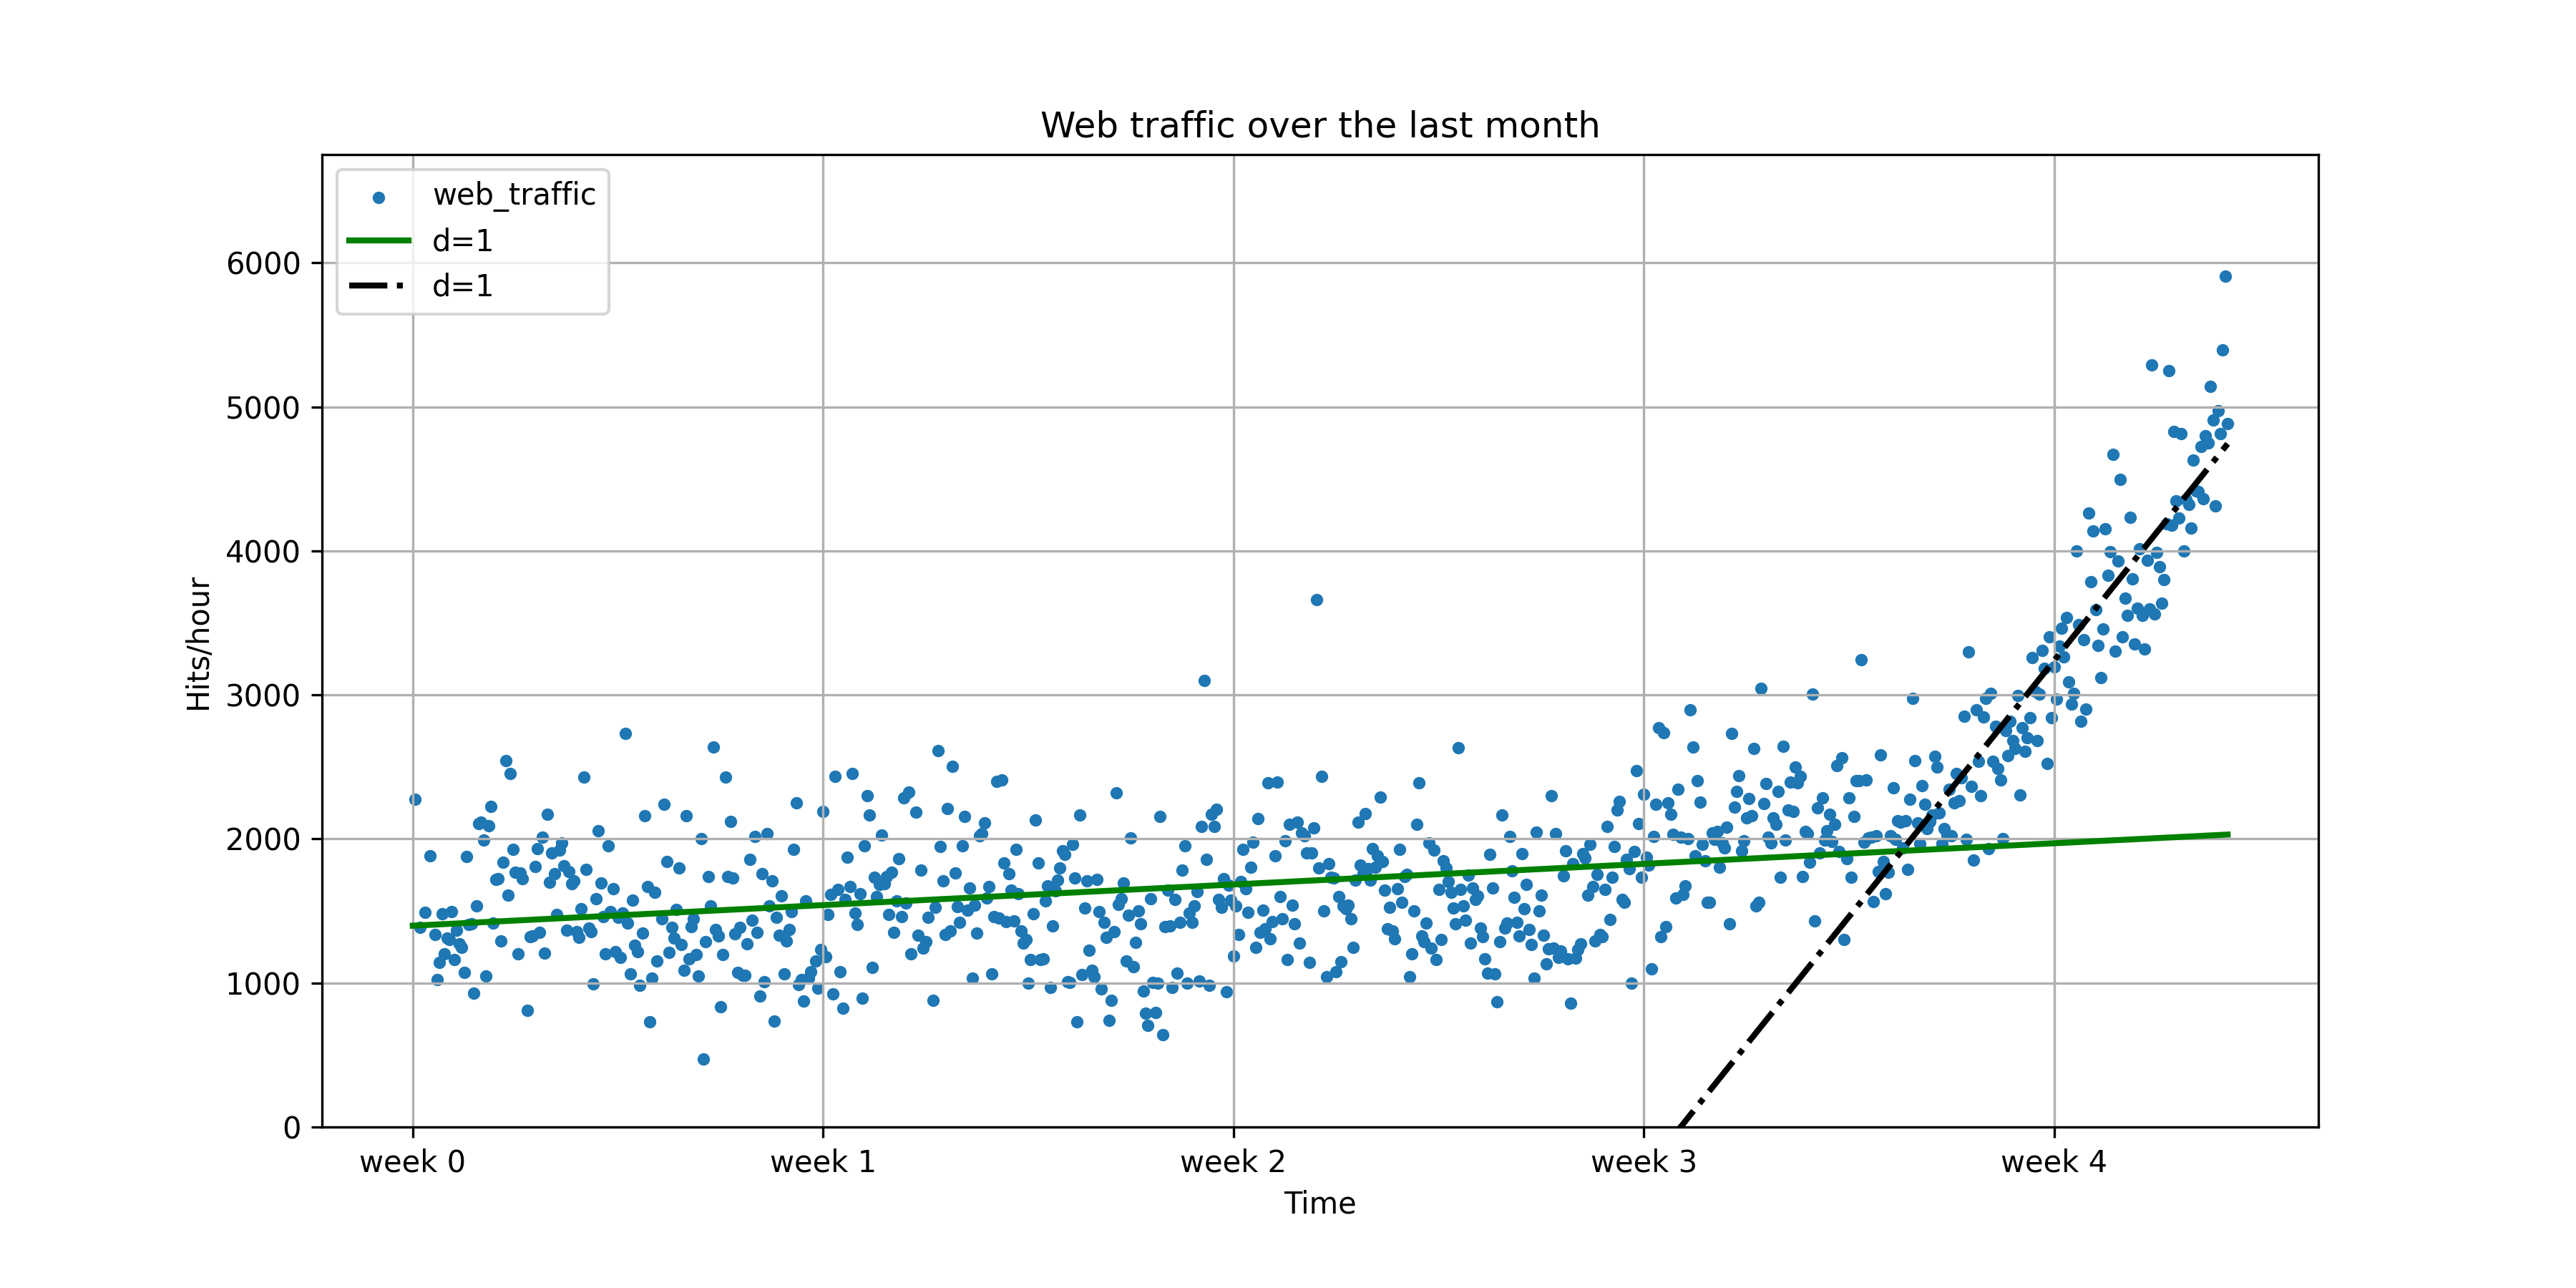 Web traffic over the last month
web_traffic
d=1
d=1
6000
5000
4000
3000
2000
1000
0
Hits/hour
week 0
week 1
week 2
week 3
week 4
Time